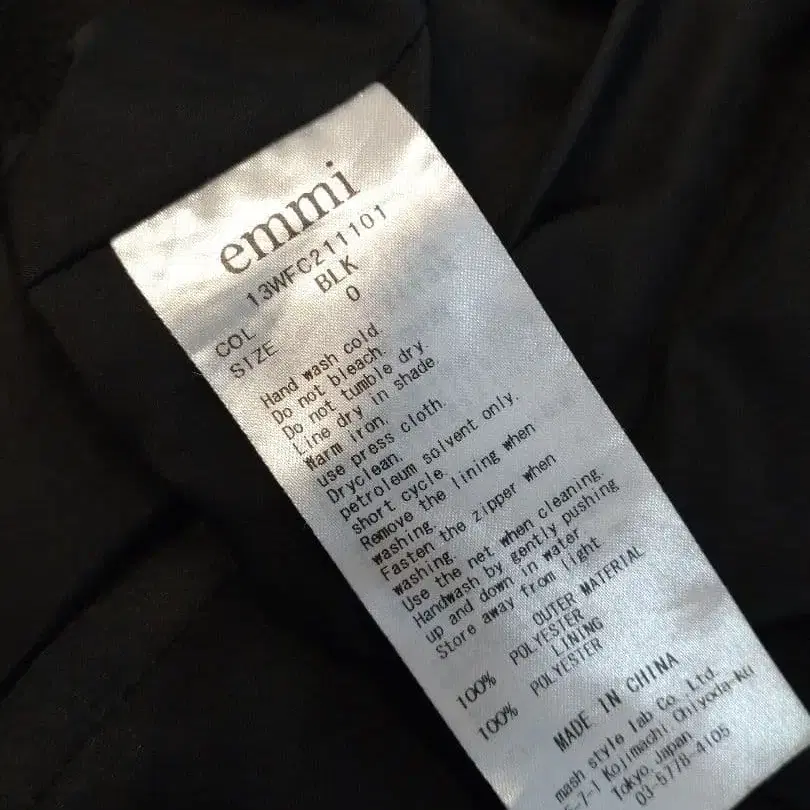 emmi
13WFC211101
COL BLK
SIZE 0
Hand wash cold.
Do not bleach.
Do not tumble dry.
Line dry in shade.
Warm iron.
use press cloth.
Dryclean.
petroleum solvent only.
short cycle.
Remove the lining when
washing.
Fasten the zipper when
washing.
Use the net when cleaning.
Handwash by gently pushing
up and down in water
Store away from light
OUTER MATERIAL
100% POLYESTER
LINING
100% POLYESTER
MADE IN CHINA
mash style lab Co., Ltd.
-7-1 Kojimachi, Chiyoda-Ku
Tokyo, Japan
03-5778-4105